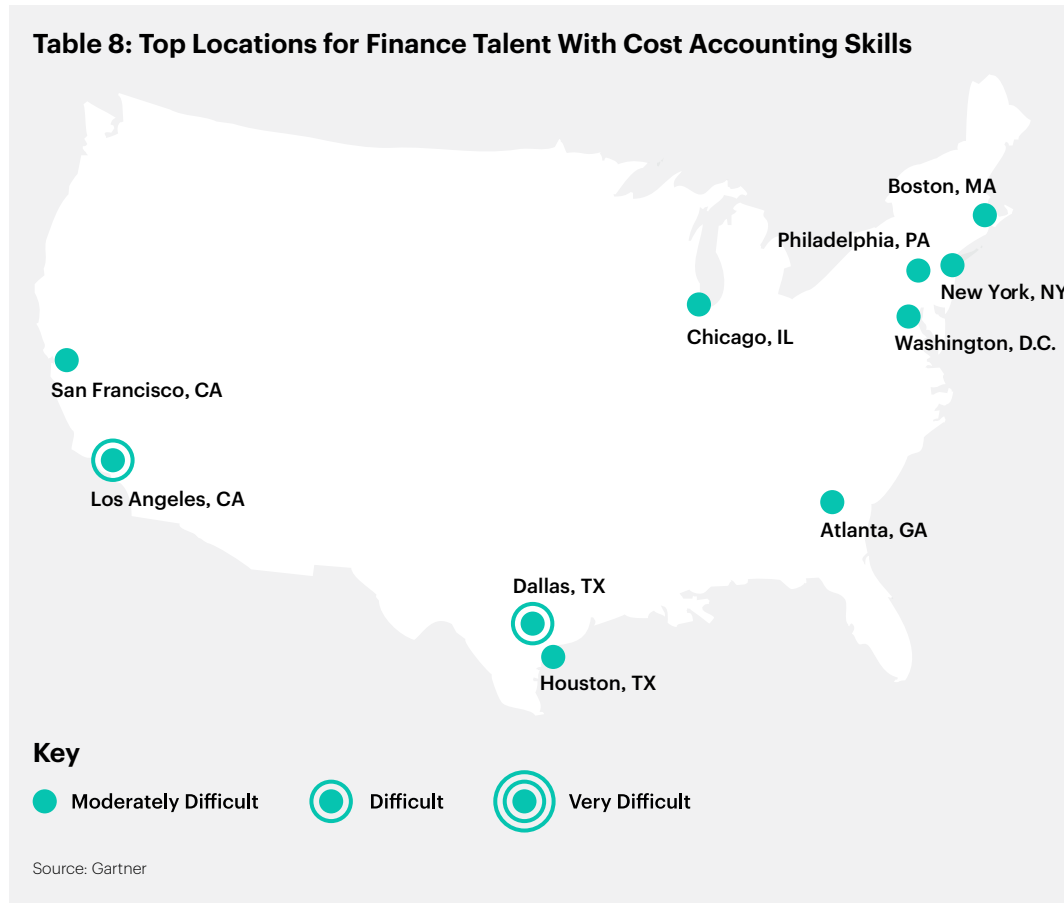 Table 8: Top Locations for Finance Talent With Cost Accounting Skills
Boston, MA
Philadelphia, PA
New York, NY
Chicago, IL
Washington, D.C.
San Francisco, CA
Los Angeles, CA
Atlanta, GA
Dallas, TX
Houston, TX
Key
Moderately Difficult
Difficult
Very Difficult
Source: Gartner